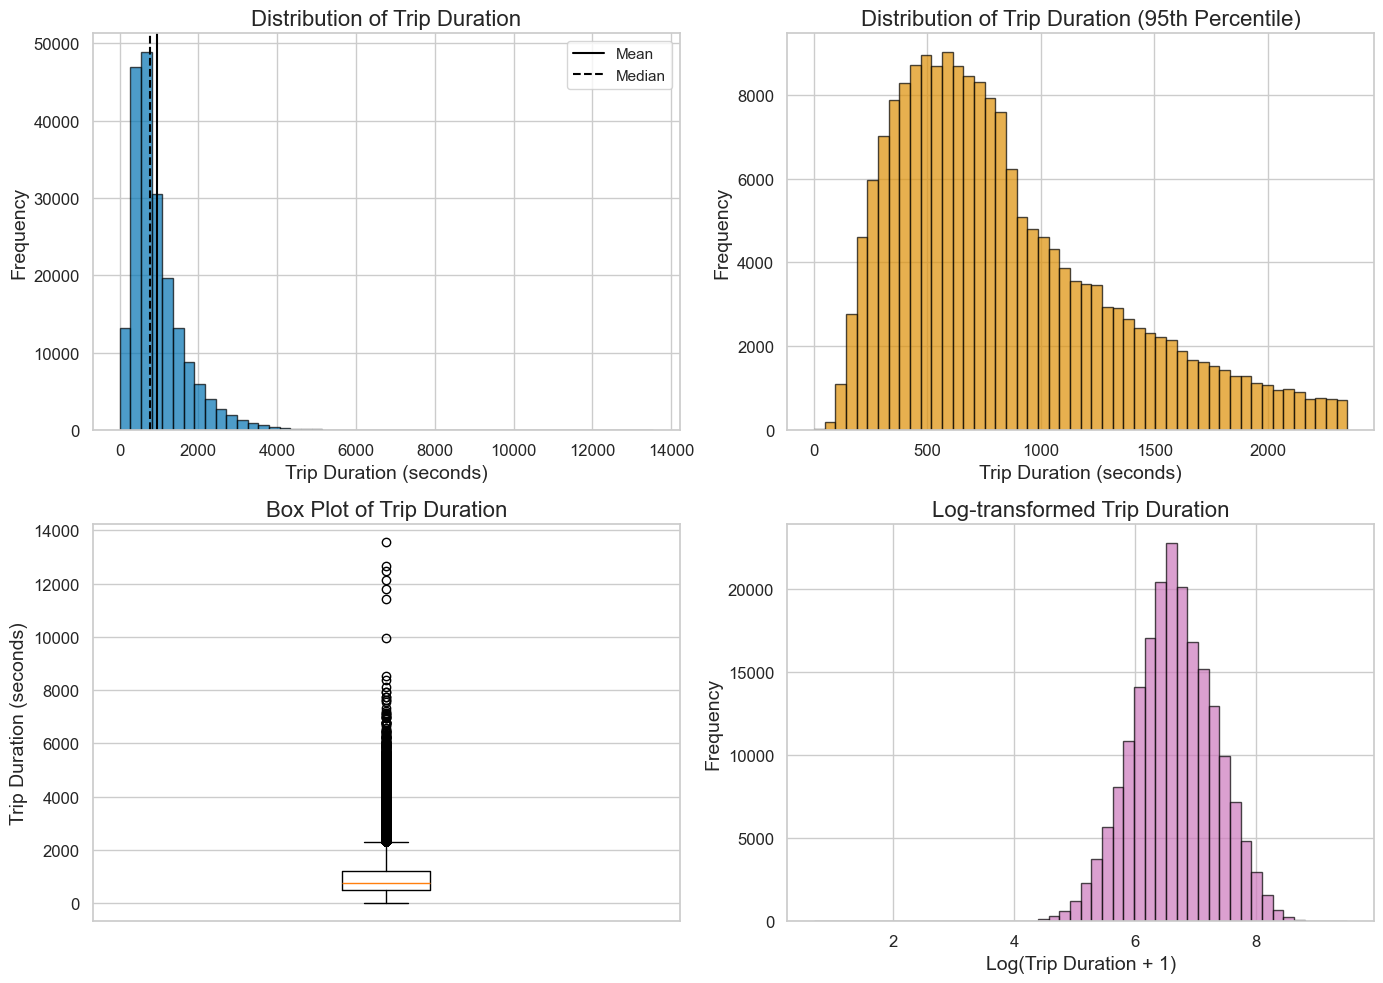 Distribution of Trip Duration
50000
40000
30000
20000
10000
0
Frequency
Mean
Median
0 2000 4000 6000 8000 10000 12000 14000
Trip Duration (seconds)
Distribution of Trip Duration (95th Percentile)
8000
6000
4000
2000
0
Frequency
0 500 1000 1500 2000
Trip Duration (seconds)
Box Plot of Trip Duration
14000
12000
10000
8000
6000
4000
2000
0
Trip Duration (seconds)
Log-transformed Trip Duration
20000
15000
10000
5000
0
Frequency
2 4 6 8
Log(Trip Duration + 1)